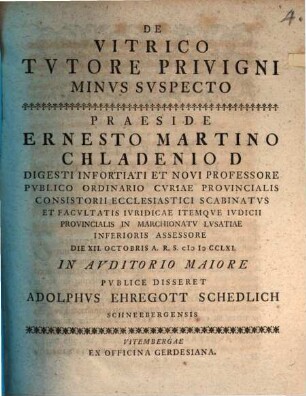 4.
DE
VITRICO
TVTORE PRIVIGNI
MINVS SVSPECTO
PRAESIDE
ERNESTO MARTINO
CHLADENIO D
DIGESTI INFORTIATI ET NOVI PROFESSORE
PVBLICO ORDINARIO CVRIAE PROVINCIALIS
CONSISTORII ECCLESIASTICI SCABINATVS
ET FACVLTATIS IVRIDICAE ITEMQVE IVDICII
PROVINCIALIS IN MARCHIONATV LVSATIAE
INFERIORIS ASSESSORE
DIE XII. OCTOBRIS A. R. S. cIɔ Iɔ CCLXI.
IN AVDITORIO MAIORE
PVBLICE DISSERET
ADOLPHVS EHREGOTT SCHEDLICH
SCHNEEBERGENSIS
VITEMBERGAE
EX OFFICINA GERDESIANA.